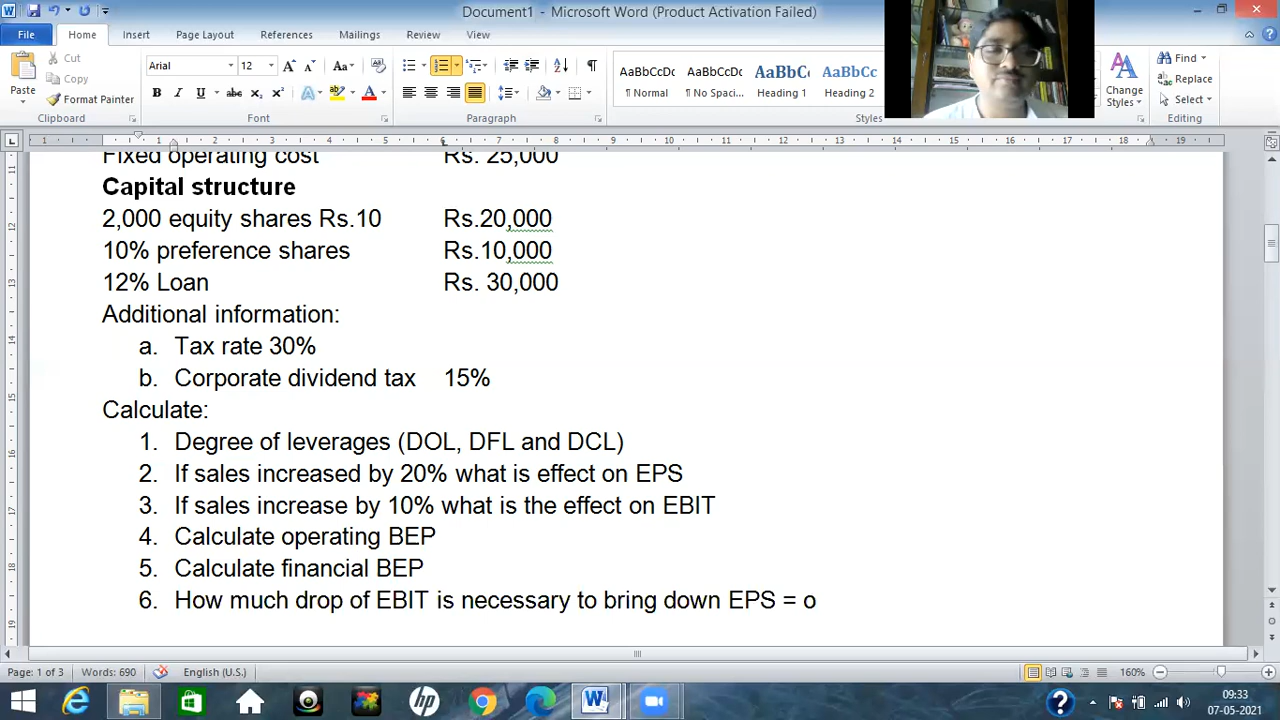 Document1 - Microsoft Word (Product Activation Failed)
File Home Insert Page Layout References Mailings Review View
Cut
Copy
Format Painter
Paste
Clipboard
Arial 12
Font
Paragraph
AaBbCcDc AaBbCcDc AaBbC AaBbCc
¶ Normal ¶ No Spaci... Heading 1 Heading 2
Styles
Change Styles
Find
Replace
Select
Editing
Fixed operating cost Rs. 25,000
Capital structure
2,000 equity shares Rs.10 Rs.20,000
10% preference shares Rs.10,000
12% Loan Rs. 30,000
Additional information:
a. Tax rate 30%
b. Corporate dividend tax 15%
Calculate:
1. Degree of leverages (DOL, DFL and DCL)
2. If sales increased by 20% what is effect on EPS
3. If sales increase by 10% what is the effect on EBIT
4. Calculate operating BEP
5. Calculate financial BEP
6. How much drop of EBIT is necessary to bring down EPS = o
Page: 1 of 3 Words: 690 English (U.S.) 160%
09:33
07-05-2021